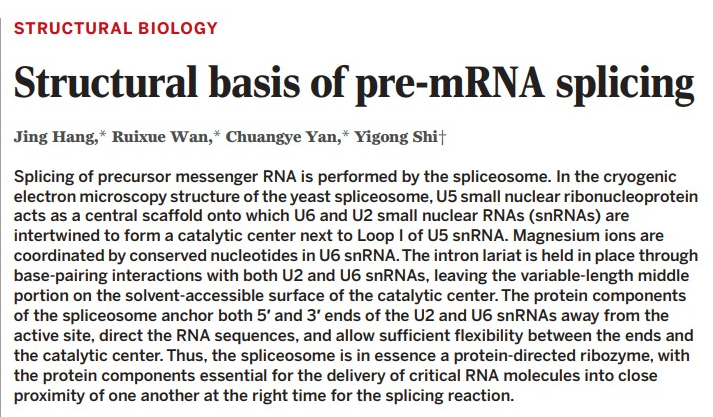 STRUCTURAL BIOLOGY
Structural basis of pre-mRNA splicing
Jing Hang,* Ruixue Wan,* Chuangye Yan,* Yigong Shi†
Splicing of precursor messenger RNA is performed by the spliceosome. In the cryogenic
electron microscopy structure of the yeast spliceosome, U5 small nuclear ribonucleoprotein
acts as a central scaffold onto which U6 and U2 small nuclear RNAs (snRNAs) are
intertwined to form a catalytic center next to Loop I of U5 snRNA. Magnesium ions are
coordinated by conserved nucleotides in U6 snRNA. The intron lariat is held in place through
base-pairing interactions with both U2 and U6 snRNAs, leaving the variable-length middle
portion on the solvent-accessible surface of the catalytic center. The protein components
of the spliceosome anchor both 5′ and 3′ ends of the U2 and U6 snRNAs away from the
active site, direct the RNA sequences, and allow sufficient flexibility between the ends and
the catalytic center. Thus, the spliceosome is in essence a protein-directed ribozyme, with
the protein components essential for the delivery of critical RNA molecules into close
proximity of one another at the right time for the splicing reaction.